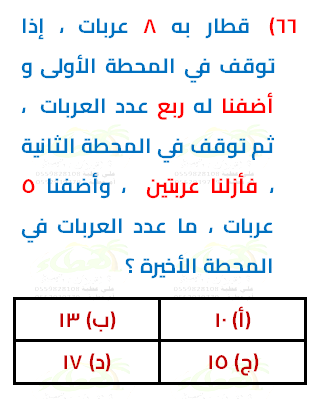 ٦٦) قطار به ٨ عربات ، إذا
توقف في المحطة الأولى و
أضفنا له ربع عدد العربات ،
ثم توقف في المحطة الثانية
، فأزلنا عربتين ، وأضفنا ٥
عربات ، ما عدد العربات في
المحطة الأخيرة ؟
(أ) ١٠
(ب) ١٣
(ج) ١٥
(د) ١٧